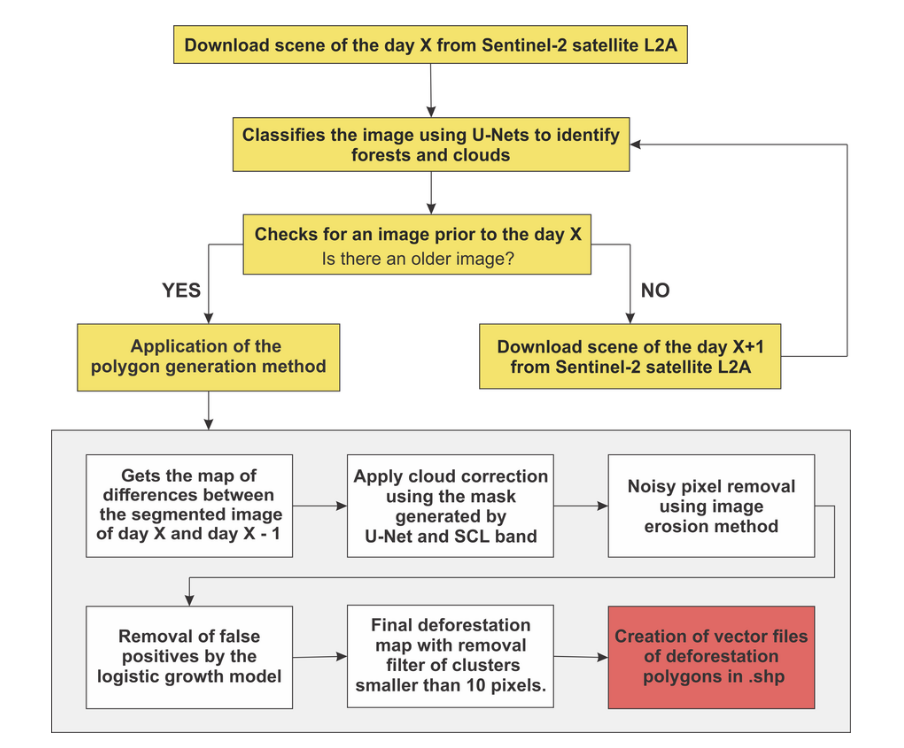 Download scene of the day X from Sentinel-2 satellite L2A
Classifies the image using U-Nets to identify
forests and clouds
Checks for an image prior to the day X
Is there an older image?
YES
NO
Application of the
polygon generation method
Download scene of the day X+1
from Sentinel-2 satellite L2A
Gets the map of
differences between
the segmented image
of day X and day X - 1
Apply cloud correction
using the mask
generated by
U-Net and SCL band
Noisy pixel removal
using image
erosion method
Removal of false
positives by the
logistic growth model
Final deforestation
map with removal
filter of clusters
smaller than 10 pixels.
Creation of vector files
of deforestation
polygons in .shp